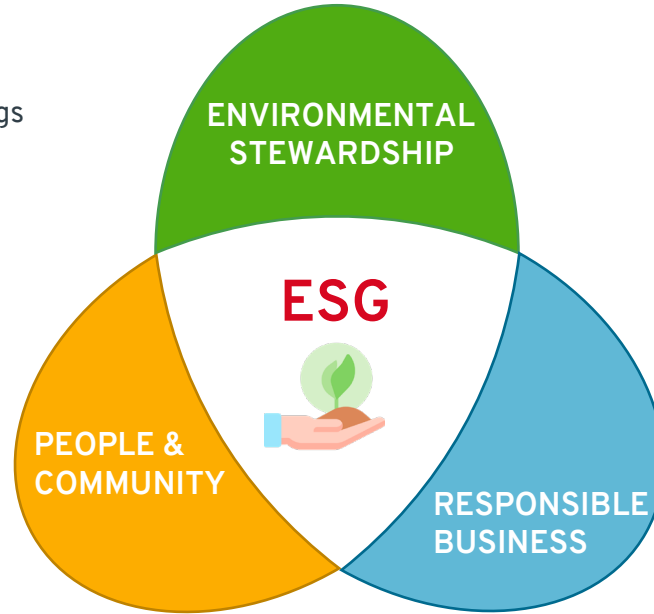 ENVIRONMENTAL
STEWARDSHIP
ESG
PEOPLE &
COMMUNITY
RESPONSIBLE
BUSINESS